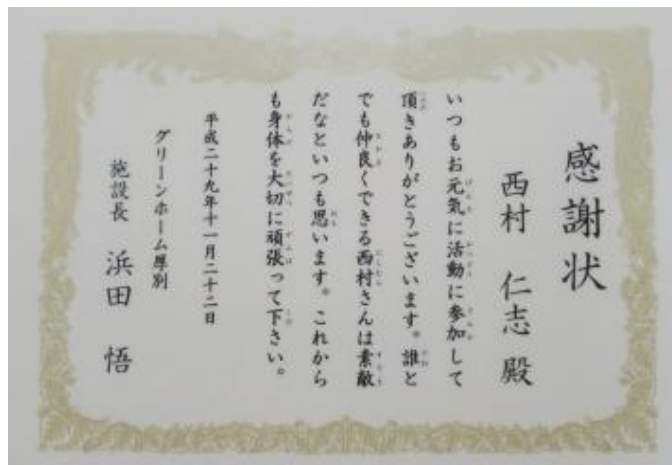 感謝状
西村 仁志 殿
いつもお元気に活動に参加して
頂きありがとうございます。誰と
でも仲良くできる西村さんは素敵
だなといつも思います。これから
も身体を大切に頑張って下さい。
平成二十九年十一月二十二日
グリーンホーム厚別
施設長 浜田 悟